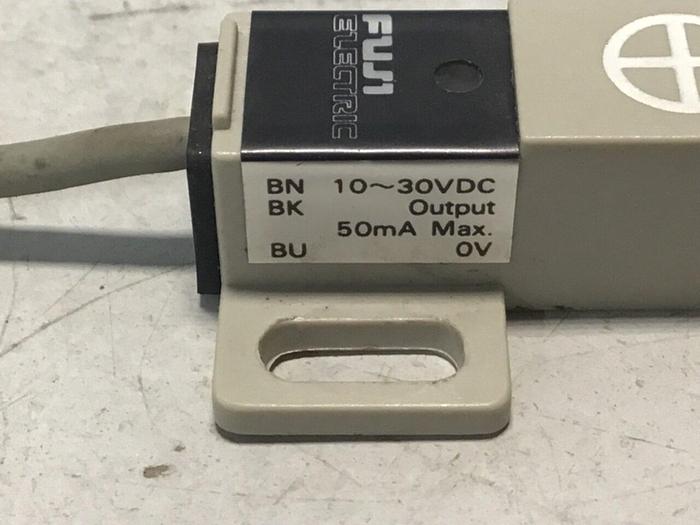 FUJI
ELECTRIC
BN 10~30VDC
BK Output
50mA Max.
BU 0V